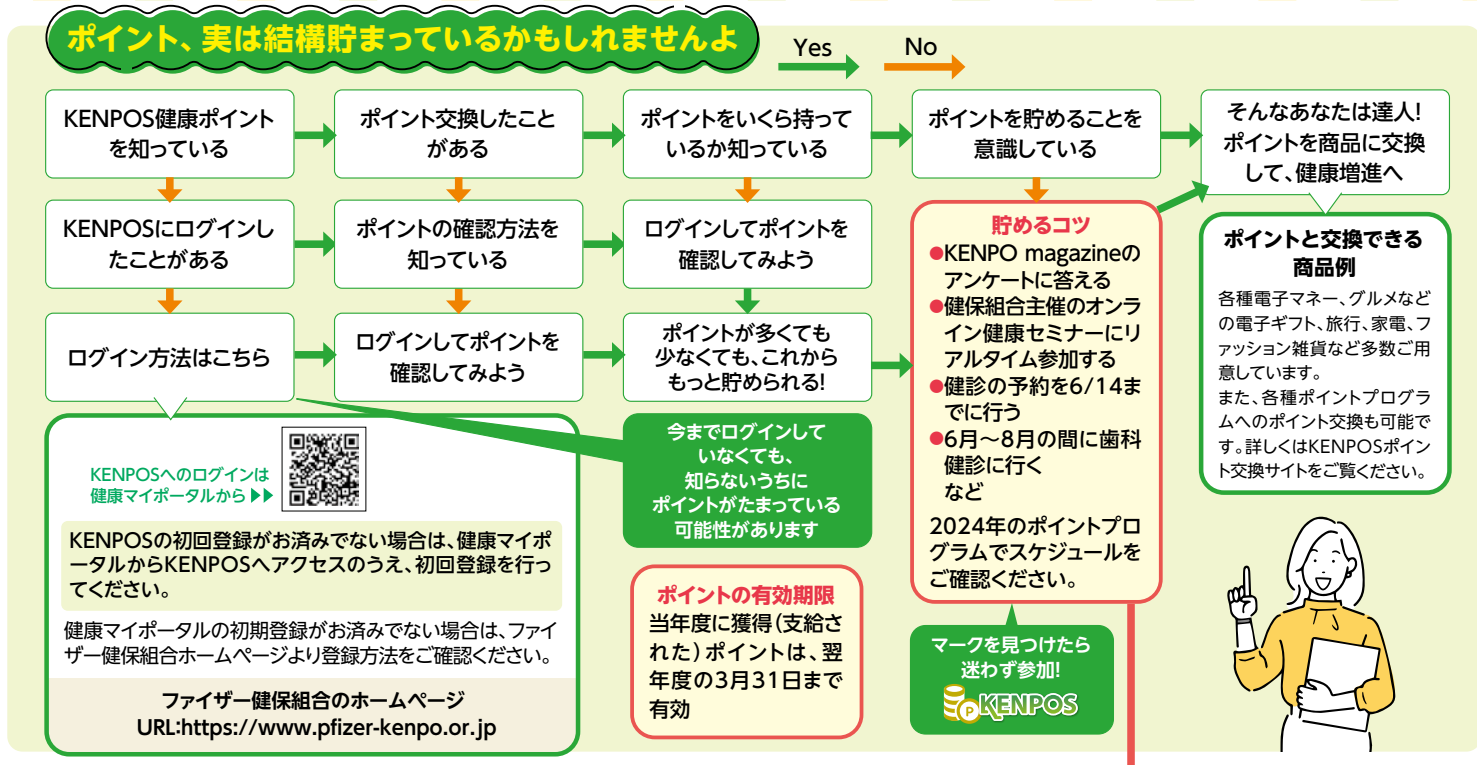 ポイント、実は結構貯まっているかもしれませんよ
Yes
No
KENPOS健康ポイント
を知っている
ポイント交換したこと
がある
ポイントをいくら持って
いるか知っている
ポイントを貯めることを
意識している
そんなあなたは達人!
ポイントを商品に交換
して、健康増進へ
KENPOSにログインし
たことがある
ポイントの確認方法を
知っている
ログインしてポイントを
確認してみよう
ログイン方法はこちら
ログインしてポイントを
確認してみよう
ポイントが多くても
少なくても、これから
もっと貯められる!
貯めるコツ
●KENPO magazineの
アンケートに答える
●健保組合主催のオンラ
イン健康セミナーにリ
アルタイム参加する
●健診の予約を6/14ま
でに行う
●6月〜8月の間に歯科
健診に行く
など
2024年のポイントプロ
グラムでスケジュールを
ご確認ください。
ポイントと交換できる
商品例
各種電子マネー、グルメなど
の電子ギフト、旅行、家電、フ
ァッション雑貨など多数ご用
意しています。
また、各種ポイントプログラ
ムへのポイント交換も可能で
す。詳しくはKENPOSポイン
ト交換サイトをご覧ください。
KENPOSへのログインは
健康マイポータルから ▶▶
KENPOSの初回登録がお済みでない場合は、健康マイポ
ータルからKENPOSへアクセスのうえ、初回登録を行っ
てください。
健康マイポータルの初期登録がお済みでない場合は、ファイ
ザー健保組合ホームページより登録方法をご確認ください。
ファイザー健保組合のホームページ
URL:https://www.pfizer-kenpo.or.jp
今までログインして
いなくても、
知らないうちに
ポイントがたまっている
可能性があります
ポイントの有効期限
当年度に獲得(支給さ
れた)ポイントは、翌
年度の3月31日まで
有効
マークを見つけたら
迷わず参加!
P KENPOS